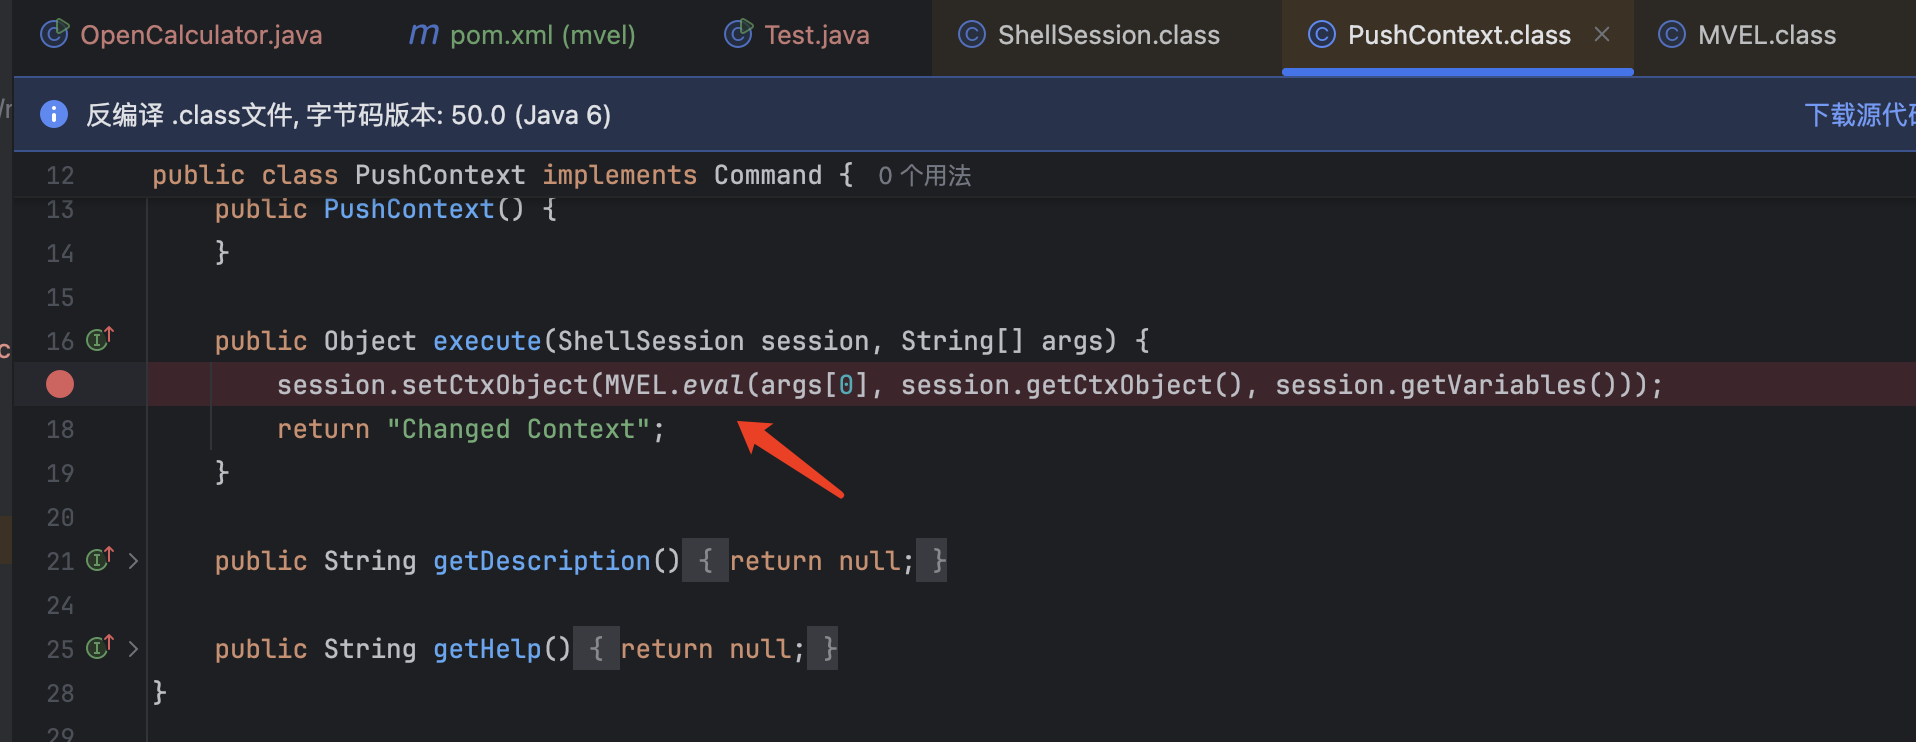 OpenCalculator.java pom.xml (mvel) Test.java ShellSession.class PushContext.class MVEL.class
反编译 .class文件, 字节码版本: 50.0 (Java 6) 下载源代
12 public class PushContext implements Command { 0 个用法
13 public PushContext() {
14 }
15
16 public Object execute(ShellSession session, String[] args) {
session.setCtxObject(MVEL.eval(args[0], session.getCtxObject(), session.getVariables()));
18 return "Changed Context";
19 }
20
21 public String getDescription() { return null; }
24
25 public String getHelp() { return null; }
28 }
29